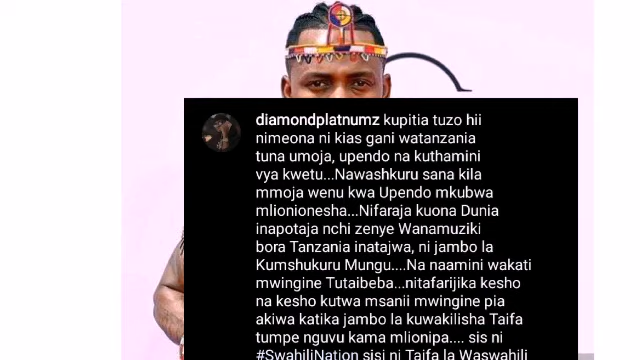 diamondplatnumz kupitia tuzo hii
nimeona ni kias gani watanzania
tuna umoja, upendo na kuthamini
vya kwetu...Nawashkuru sana kila
mmoja wenu kwa Upendo mkubwa
mlionionesha...Nifaraja kuona Dunia
inapotaja nchi zenye Wanamuziki
bora Tanzania inatajwa, ni jambo la
Kumshukuru Mungu....Na naamini wakati
mwingine Tutaibeba...nitafarijika kesho
na kesho kutwa msanii mwingine pia
akiwa katika jambo la kuwakilisha Taifa
tumpe nguvu kama mlionipa.... sis ni
#SwahiliNation sisi ni Taifa la Waswahili